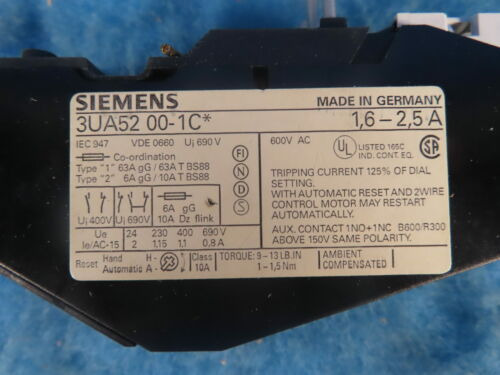 SIEMENS
MADE IN GERMANY
3UA52 00-1C*
1,6 – 2,5 A
IEC 947 VDE 0660 Ui 690 V
Co-ordination
Type "1" 63A gG / 63A T BS88
Type "2" 6A gG / 10 T BS88
FI
N
D
S
600V AC
UL LISTED 165C
IND. CONT. EQ.
SA
TRIPPING CURRENT 125% OF DIAL
SETTING.
WITH AUTOMATIC RESET AND 2WIRE
CONTROL MOTOR MAY RESTART
AUTOMATICALLY.
AUX. CONTACT 1NO+1NC B600/R300
ABOVE 150V SAME POLARITY.
Ui 400V Ui 690V 6A gG
10A Dz flink
Ue 24 230 400 690V
Ie/AC-15 2 1,15 1,1 0,8 A
Reset Hand H-
Automatic A-
Class
10A
TORQUE: 9 – 13 LB.IN
1 – 1,5 Nm
AMBIENT
COMPENSATED